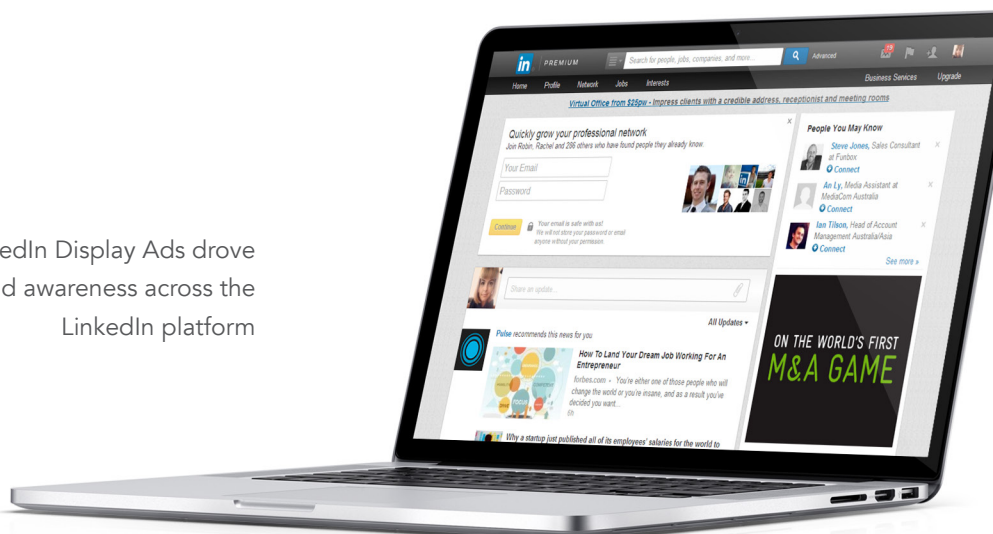 edIn Display Ads drove
d awareness across the
LinkedIn platform
in PREMIUM
Search for people, jobs, companies, and more...
Advanced
Home Profile Network Jobs Interests
Business Services Upgrade
Virtual Office from $25pw - Impress clients with a credible address, receptionist and meeting rooms
Quickly grow your professional network
Join Robin, Rachel and 286 others who have found people they already know.
Your Email
Password
Continue
Your email is safe with us!
We will not store your password or email
anyone without your permission.
People You May Know
Steve Jones, Sales Consultant
at Funbox
Connect
An Ly, Media Assistant at
MediaCom Australia
Connect
Ian Tilson, Head of Account
Management Australia/Asia
Connect
See more »
Share an update...
All Updates
Pulse recommends this news for you
How To Land Your Dream Job Working For An
Entrepreneur
forbes.com • You're either one of those people who will
change the world or you're insane, and as a result you've
decided you want...
6h
FOCUS
Why a startup just published all of its employees' salaries for the world to
ON THE WORLD'S FIRST
M&A GAME